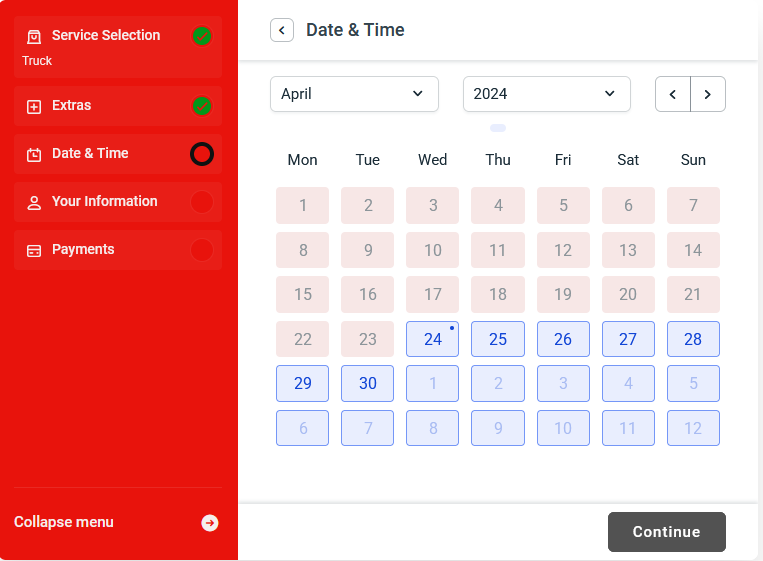 Service Selection
Truck
Extras
Date & Time
Your Information
Payments
Collapse menu
Date & Time
April 2024
Mon Tue Wed Thu Fri Sat Sun
1 2 3 4 5 6 7
8 9 10 11 12 13 14
15 16 17 18 19 20 21
22 23 24 25 26 27 28
29 30 1 2 3 4 5
6 7 8 9 10 11 12
Continue